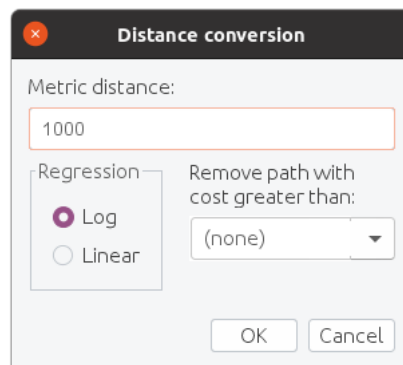 Distance conversion
Metric distance:
1000
Regression
Log
Linear
Remove path with
cost greater than:
(none)
OK
Cancel